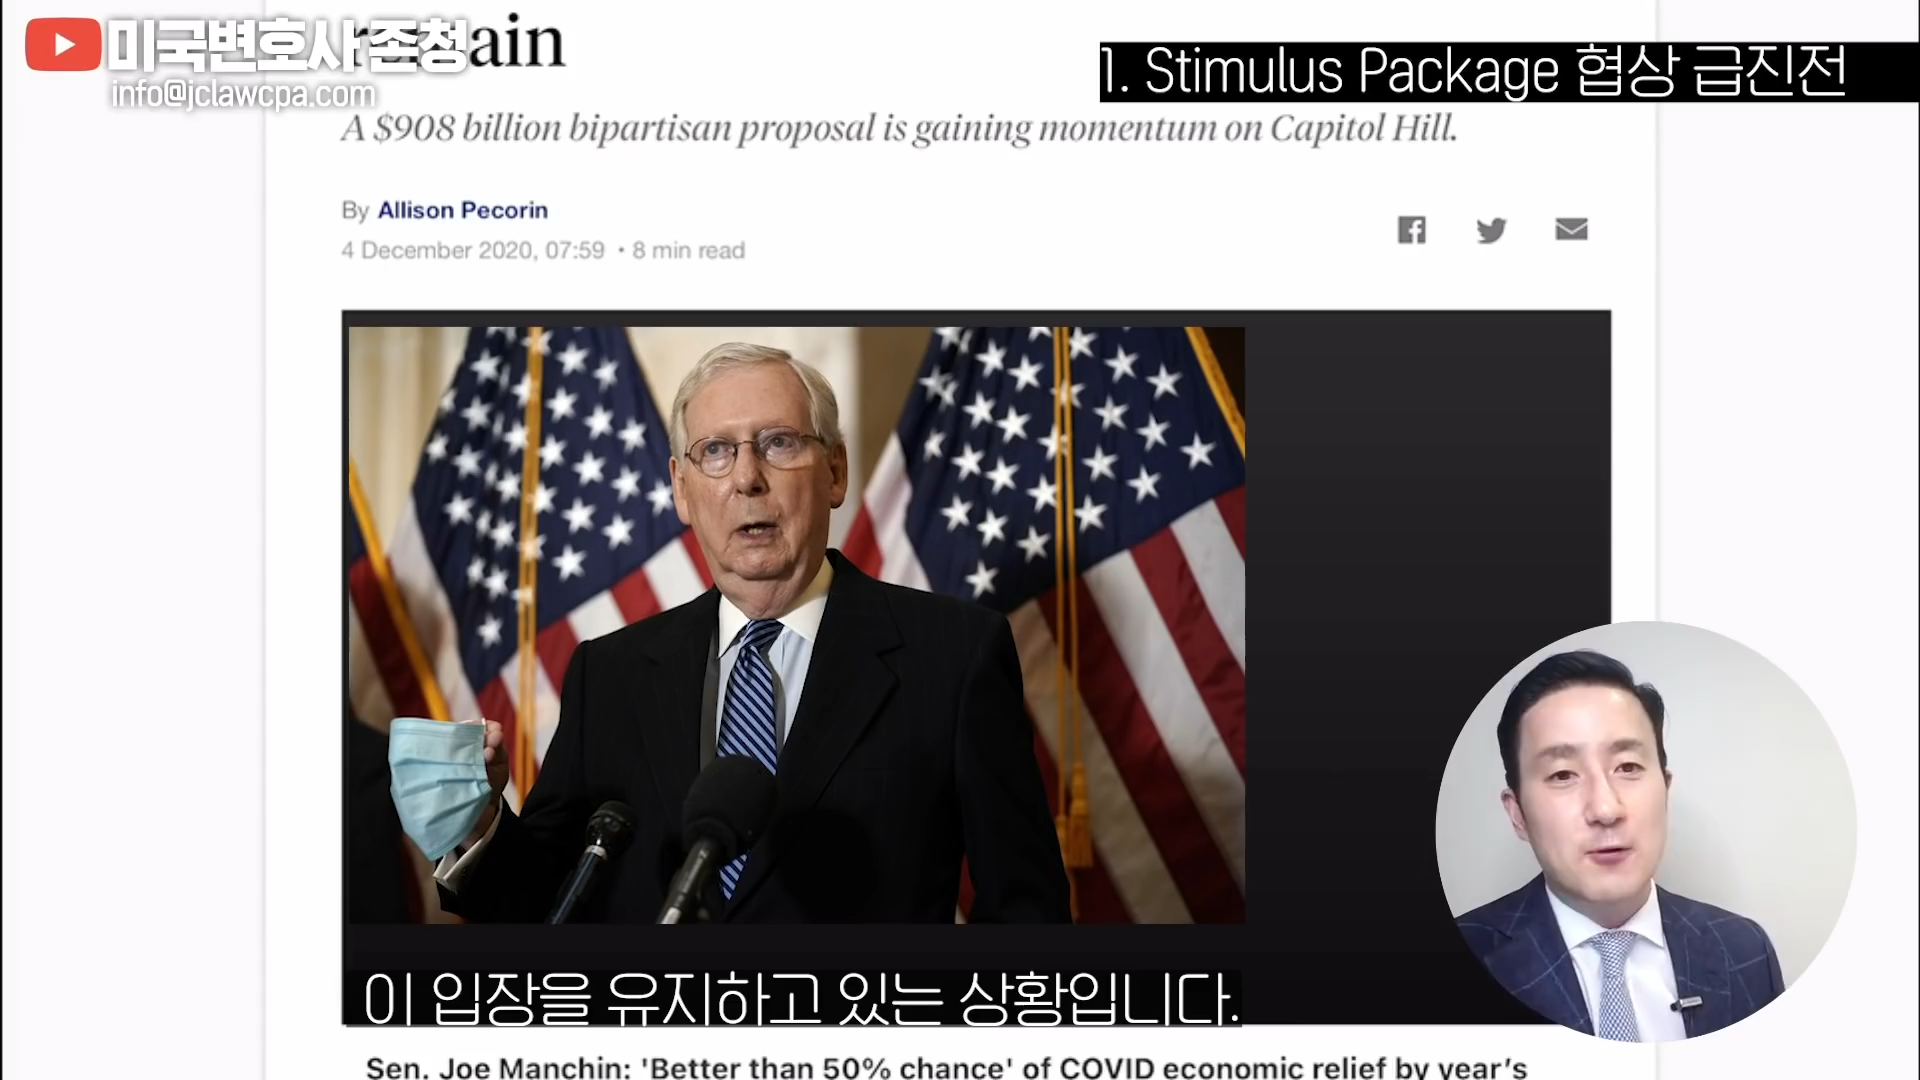 미국변호사 존청
info@jclawcpa.com
ain
1. Stimulus Package 협상 급진전
A $908 billion bipartisan proposal is gaining momentum on Capitol Hill.
By Allison Pecorin
4 December 2020, 07:59 • 8 min read
이 입장을 유지하고 있는 상황입니다.
Sen. Joe Manchin: 'Better than 50% chance' of COVID economic relief by year's